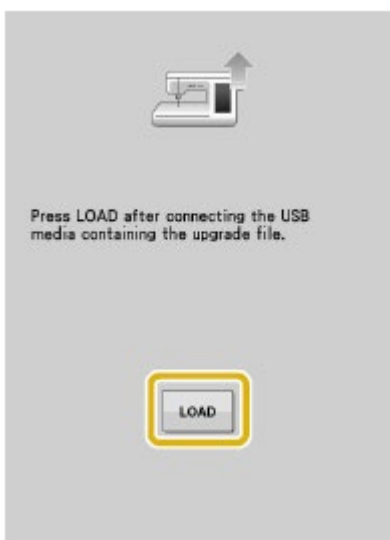 Press LOAD after connecting the USB
media containing the upgrade file.
LOAD